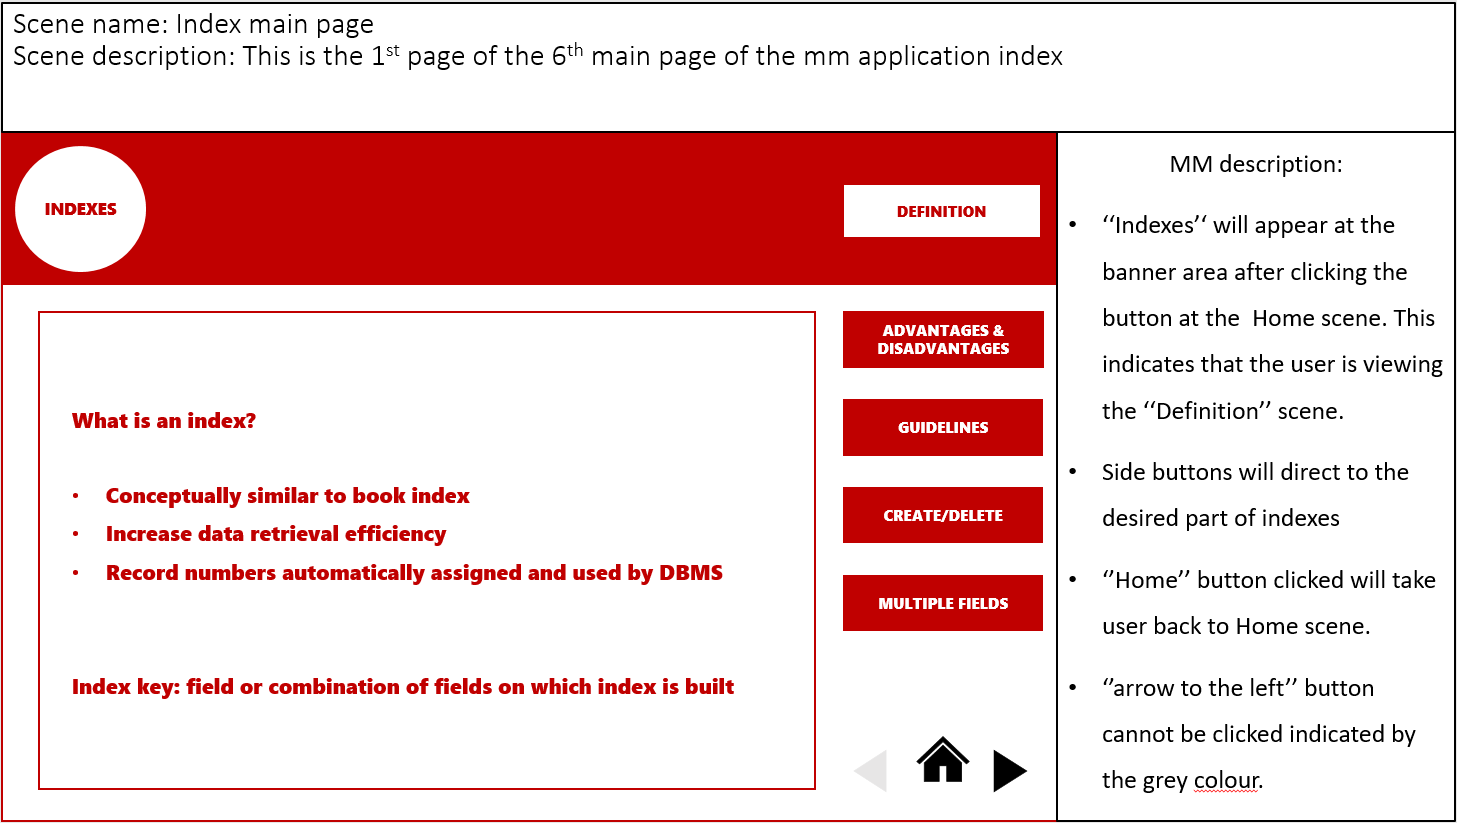 Scene name: Index main page
Scene description: This is the 1st page of the 6th main page of the mm application index
INDEXES
DEFINITION
What is an index?
• Conceptually similar to book index
• Increase data retrieval efficiency
• Record numbers automatically assigned and used by DBMS
Index key: field or combination of fields on which index is built
ADVANTAGES &
DISADVANTAGES
GUIDELINES
CREATE/DELETE
MULTIPLE FIELDS
MM description:
• ‘‘Indexes’‘ will appear at the
banner area after clicking the
button at the  Home scene. This
indicates that the user is viewing
the ‘‘Definition’’ scene.
• Side buttons will direct to the
desired part of indexes
• ‘’Home’’ button clicked will take
user back to Home scene.
• ‘’arrow to the left’’ button
cannot be clicked indicated by
the grey colour.